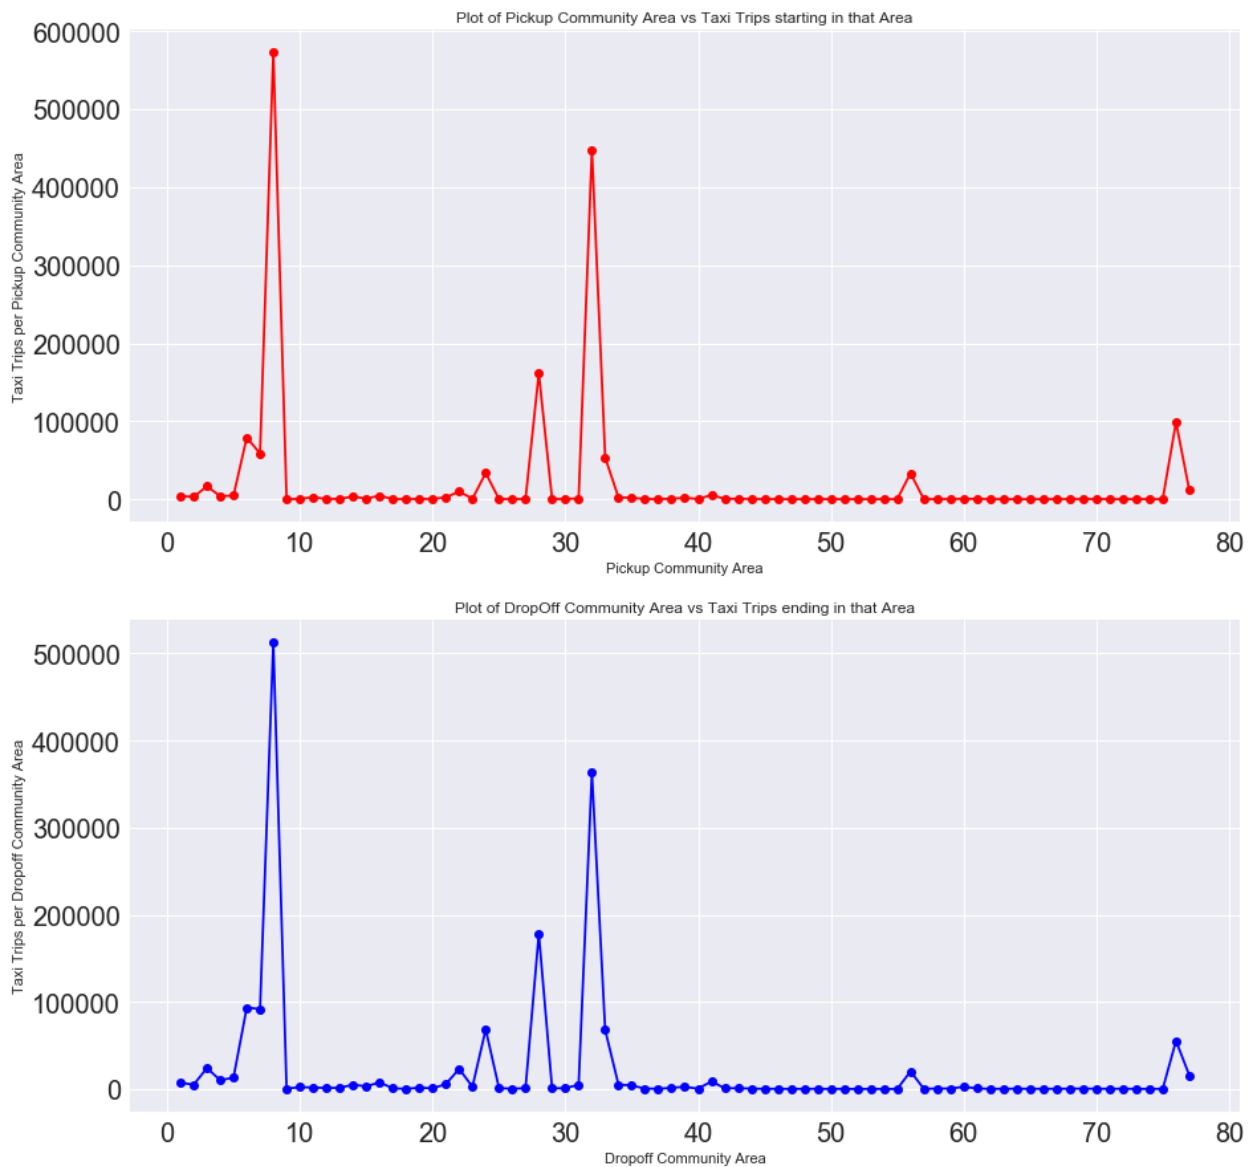 Plot of Pickup Community Area vs Taxi Trips starting in that Area
600000
500000
400000
300000
200000
100000
0
Taxi Trips per Pickup Community Area
0 10 20 30 40 50 60 70 80
Pickup Community Area
Plot of DropOff Community Area vs Taxi Trips ending in that Area
500000
400000
300000
200000
100000
0
Taxi Trips per Dropoff Community Area
0 10 20 30 40 50 60 70 80
Dropoff Community Area